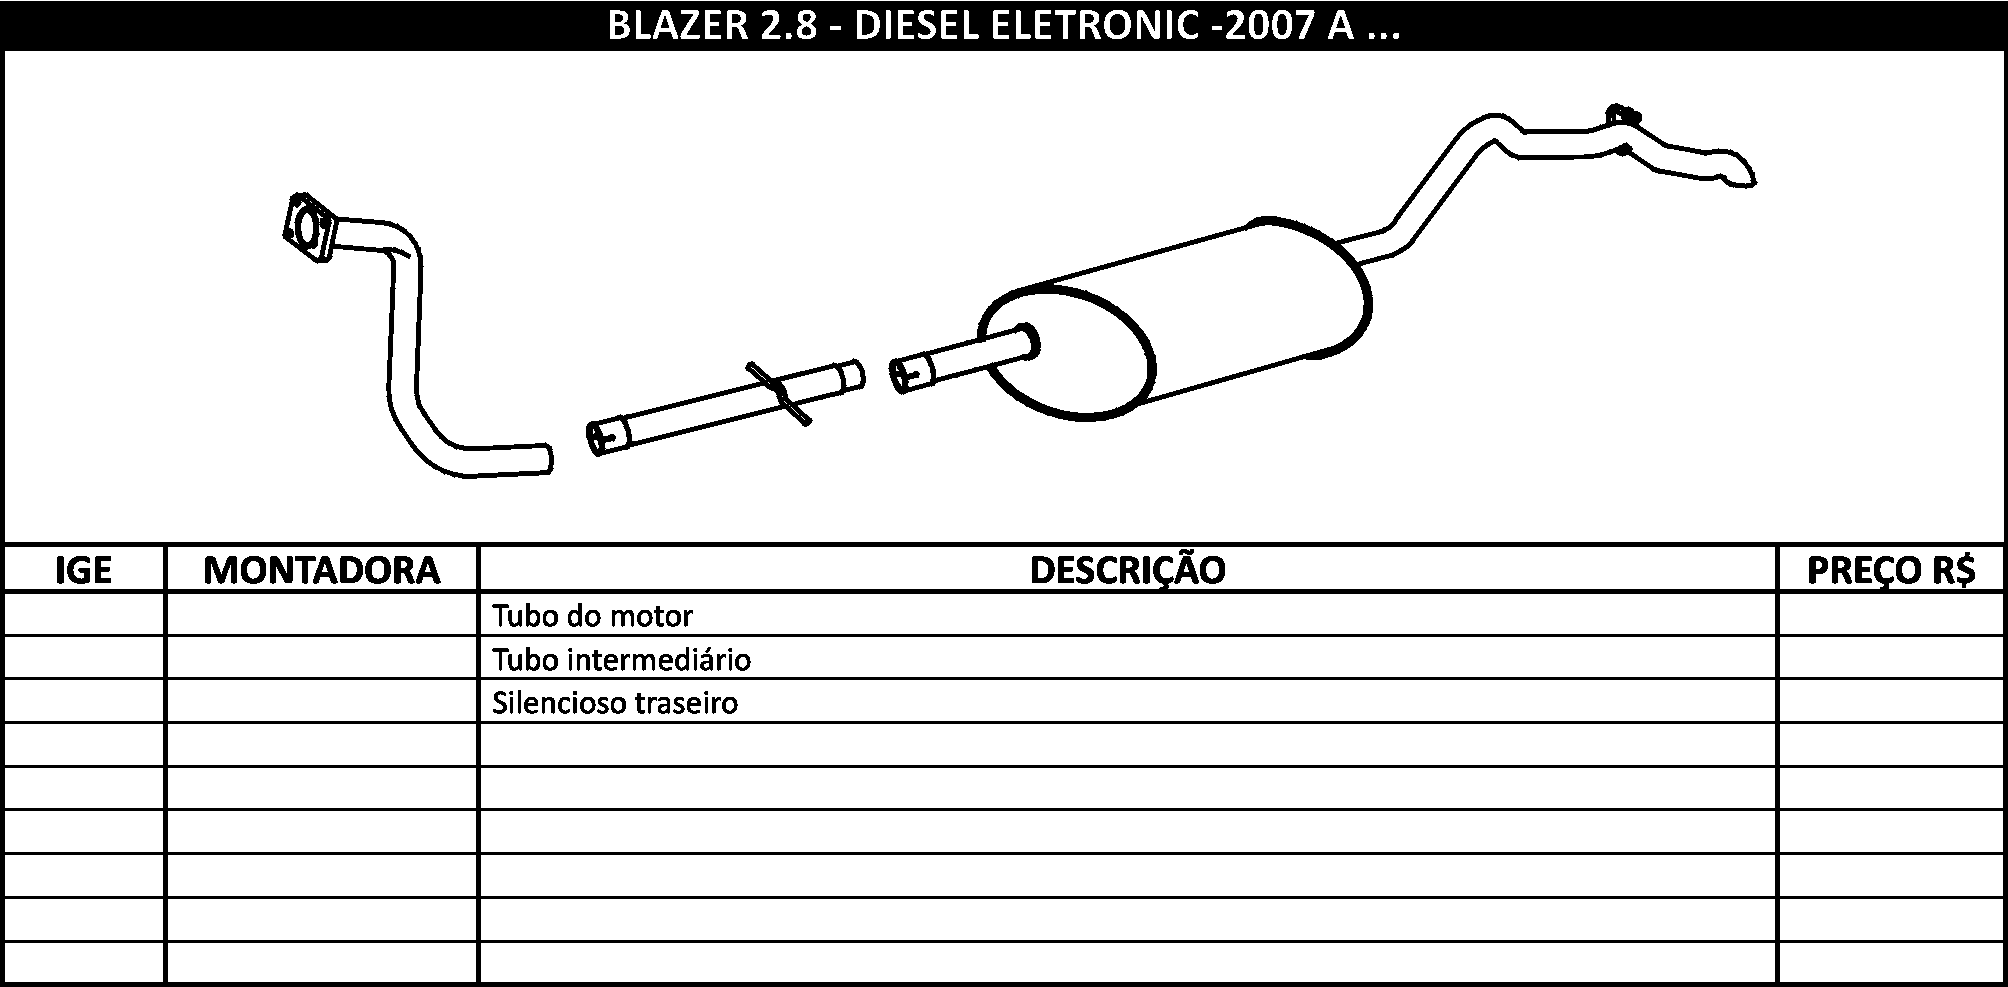 BLAZER 2.8 - DIESEL ELETRONIC -2007 A ...
IGE MONTADORA DESCRIÇÃO PREÇO R$
Tubo do motor
Tubo intermediário
Silencioso traseiro